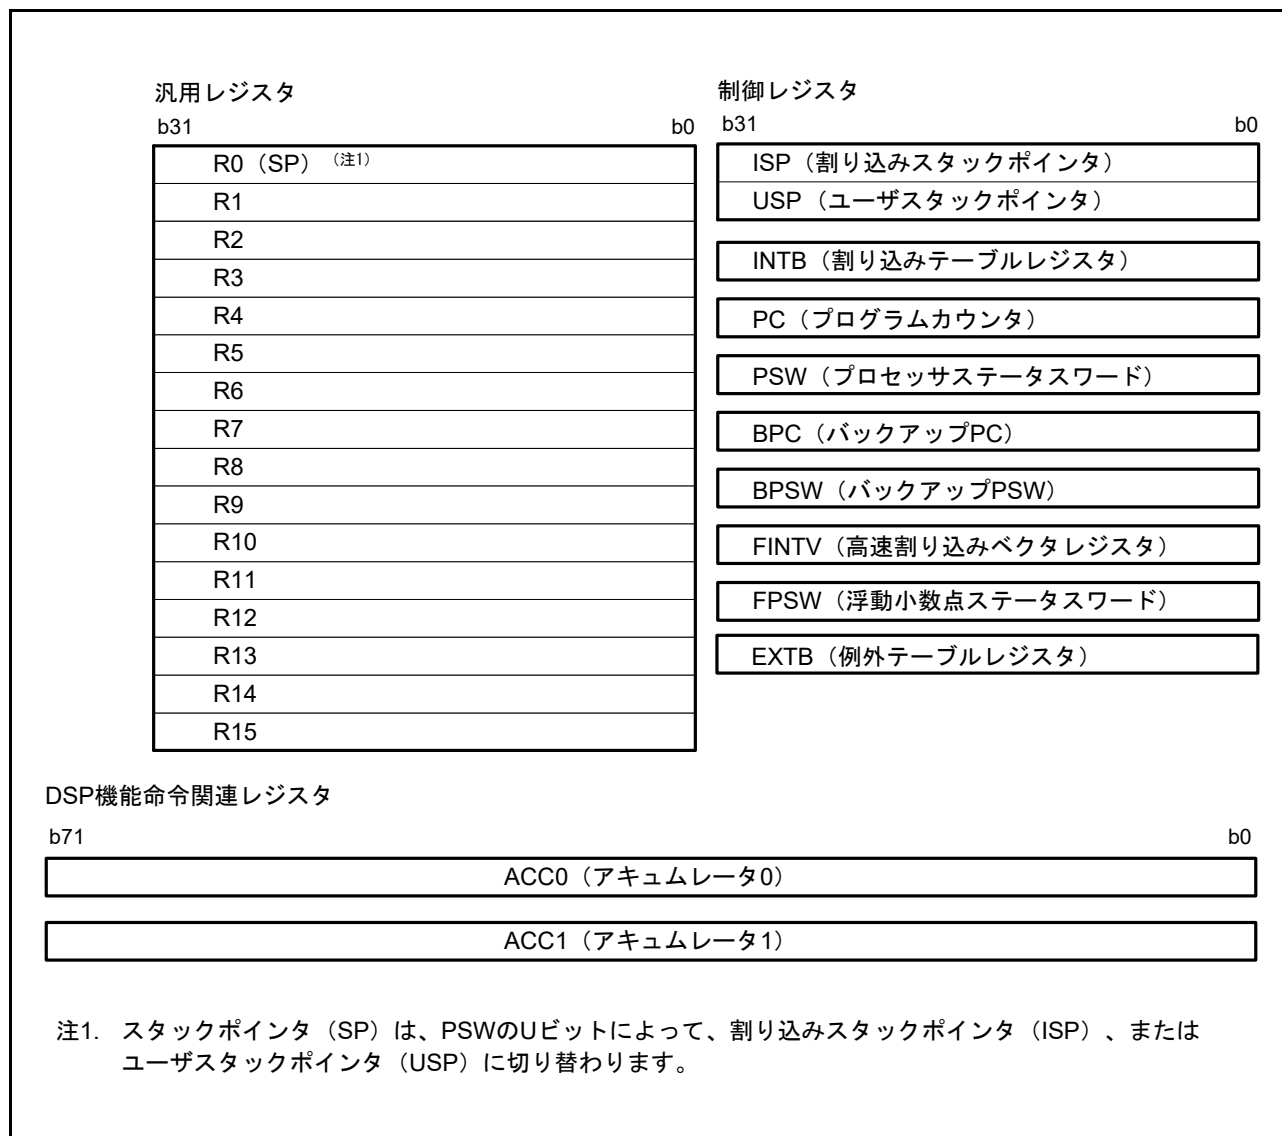 汎用レジスタ
b31 b0
R0（SP）（注1）
R1
R2
R3
R4
R5
R6
R7
R8
R9
R10
R11
R12
R13
R14
R15
制御レジスタ
b31 b0
ISP（割り込みスタックポインタ）
USP（ユーザスタックポインタ）
INTB（割り込みテーブルレジスタ）
PC（プログラムカウンタ）
PSW（プロセッサステータスワード）
BPC（バックアップPC）
BPSW（バックアップPSW）
FINTV（高速割り込みベクタレジスタ）
FPSW（浮動小数点ステータスワード）
EXTB（例外テーブルレジスタ）
DSP機能命令関連レジスタ
b71 b0
ACC0（アキュムレータ0）
ACC1（アキュムレータ1）
注1. スタックポインタ（SP）は、PSWのUビットによって、割り込みスタックポインタ（ISP）、または
ユーザスタックポインタ（USP）に切り替わります。